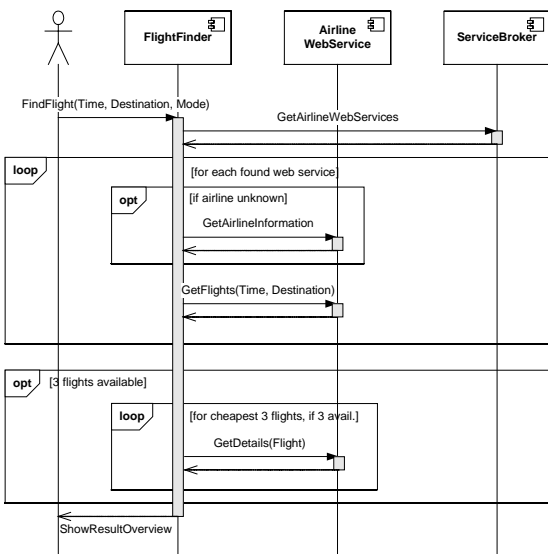 FlightFinder
Airline
WebService
ServiceBroker
FindFlight(Time, Destination, Mode)
GetAirlineWebServices
loop
[for each found web service]
opt
[if airline unknown]
GetAirlineInformation
GetFlights(Time, Destination)
opt
[3 flights available]
loop
[for cheapest 3 flights, if 3 avail.]
GetDetails(Flight)
ShowResultOverview